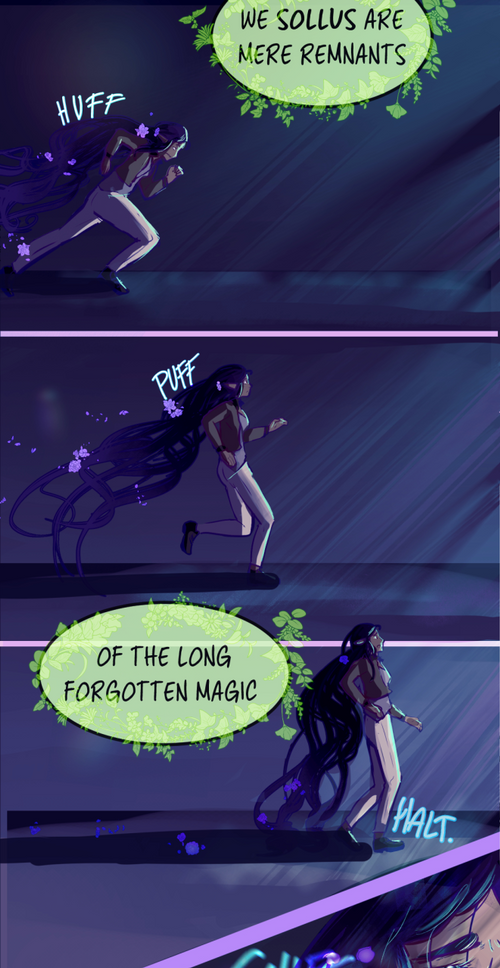 WE SOLLUS ARE
MERE REMNANTS
HUFF
PUFF
OF THE LONG
FORGOTTEN MAGIC
HALT.